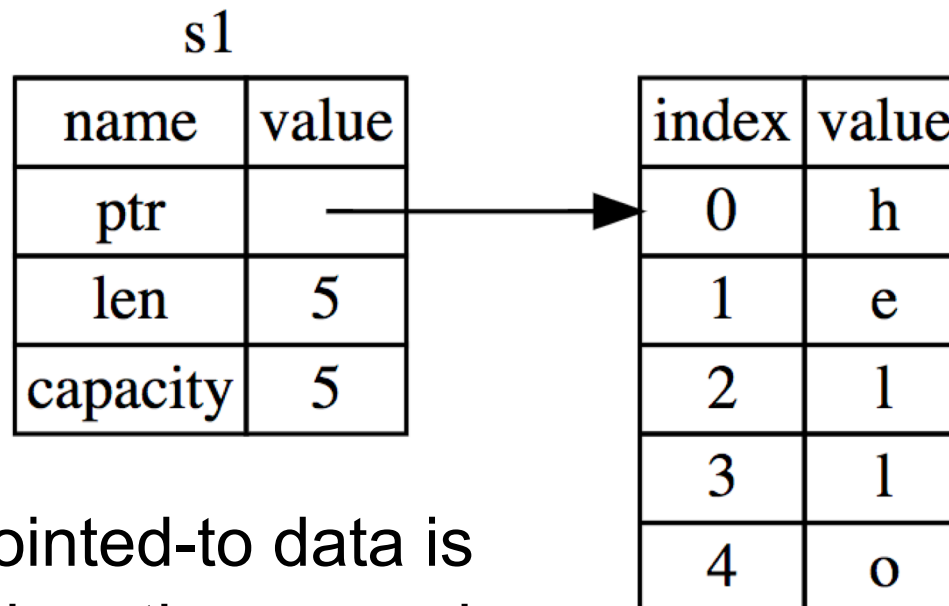 s1
name value
ptr
len 5
capacity 5
index value
0 h
1 e
2 l
3 l
4 o
pointed-to data is